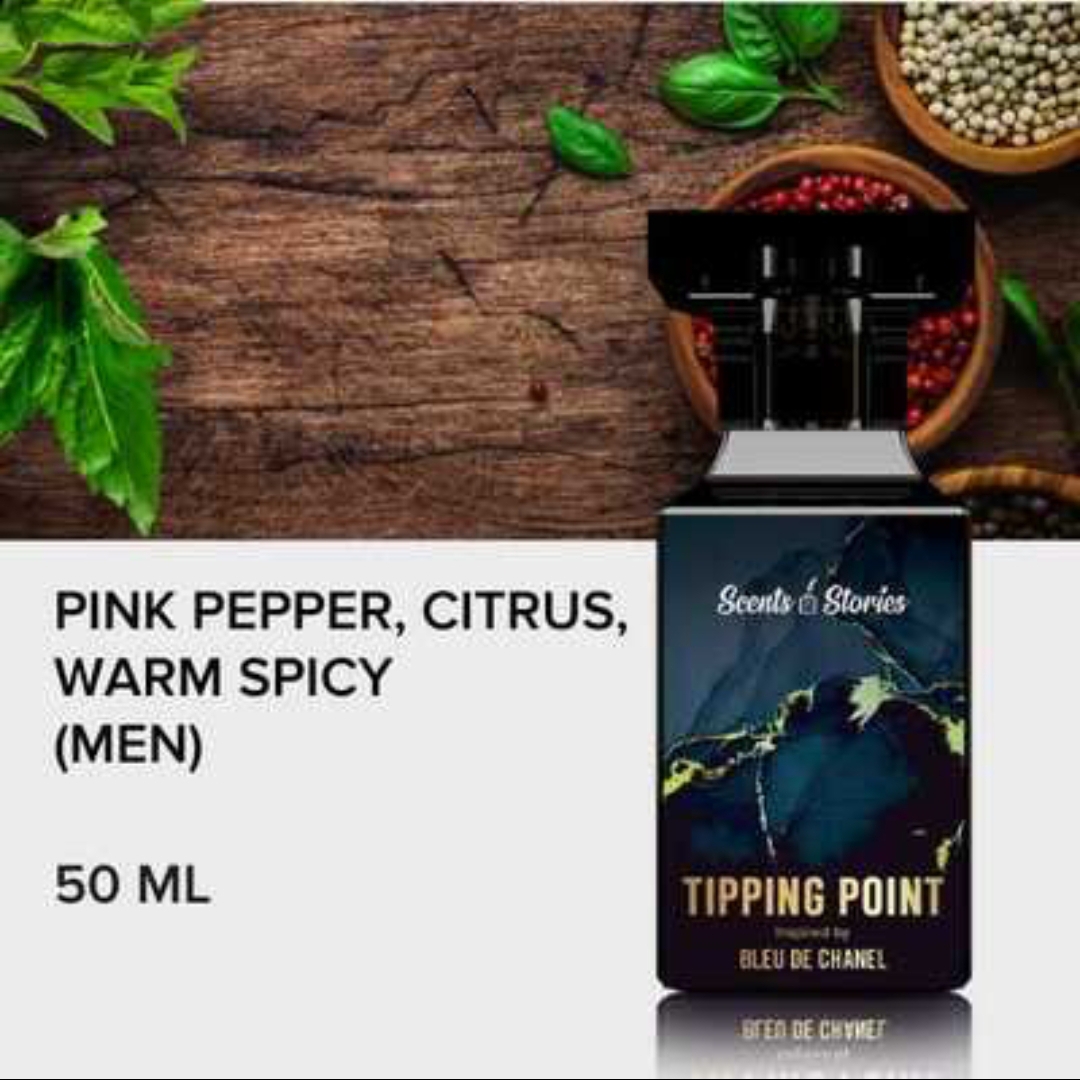 PINK PEPPER, CITRUS,
WARM SPICY
(MEN)
50 ML
Scents Stories
TIPPING POINT
Inspired by
BLEU DE CHANEL